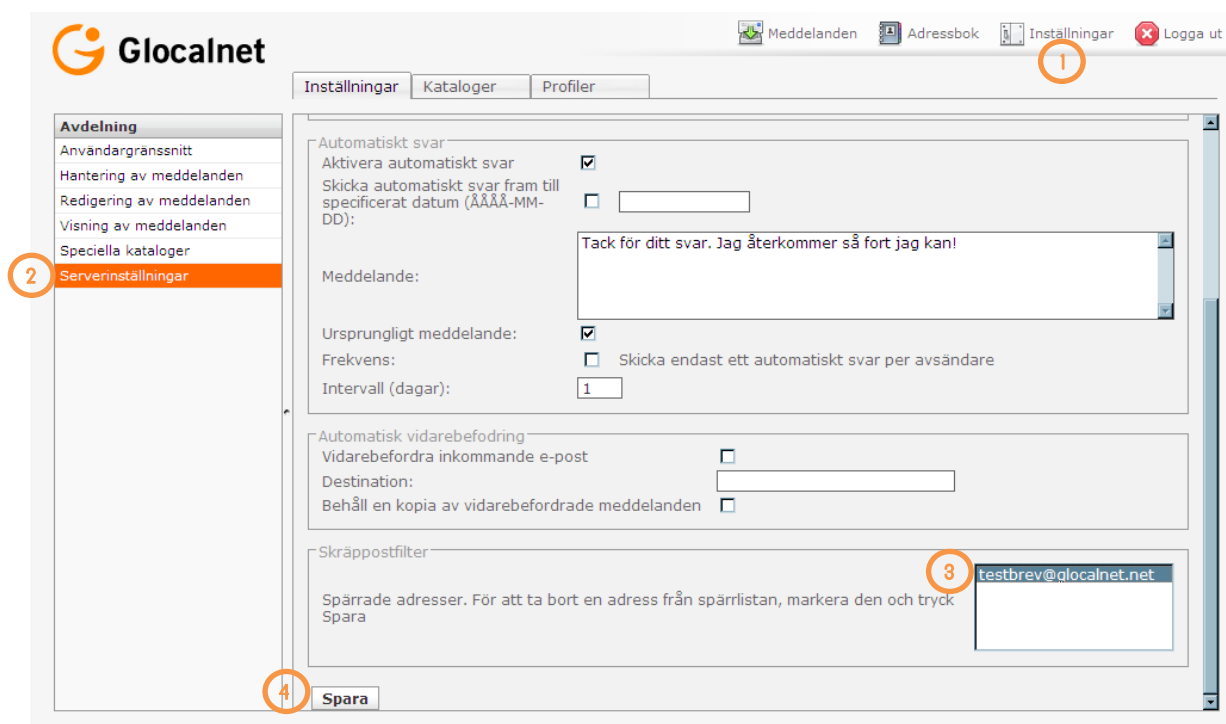 Glocalnet
Meddelanden
Adressbok
Inställningar
Logga ut
1
Inställningar
Kataloger
Profiler
Avdelning
Användargränssnitt
Hantering av meddelanden
Redigering av meddelanden
Visning av meddelanden
Speciella kataloger
2
Serverinställningar
Automatiskt svar
Aktivera automatiskt svar
Skicka automatiskt svar fram till
specificerat datum (ÅÅÅÅ-MM-
DD):
Meddelande:
Tack för ditt svar. Jag återkommer så fort jag kan!
Ursprungligt meddelande:
Frekvens:
Skicka endast ett automatiskt svar per avsändare
Intervall (dagar):
1
Automatisk vidarebefodring
Vidarebefordra inkommande e-post
Destination:
Behåll en kopia av vidarebefordrade meddelanden
Skräppostfilter
3
testbrev@glocalnet.net
Spärrade adresser. För att ta bort en adress från spärrlistan, markera den och tryck
Spara
4
Spara